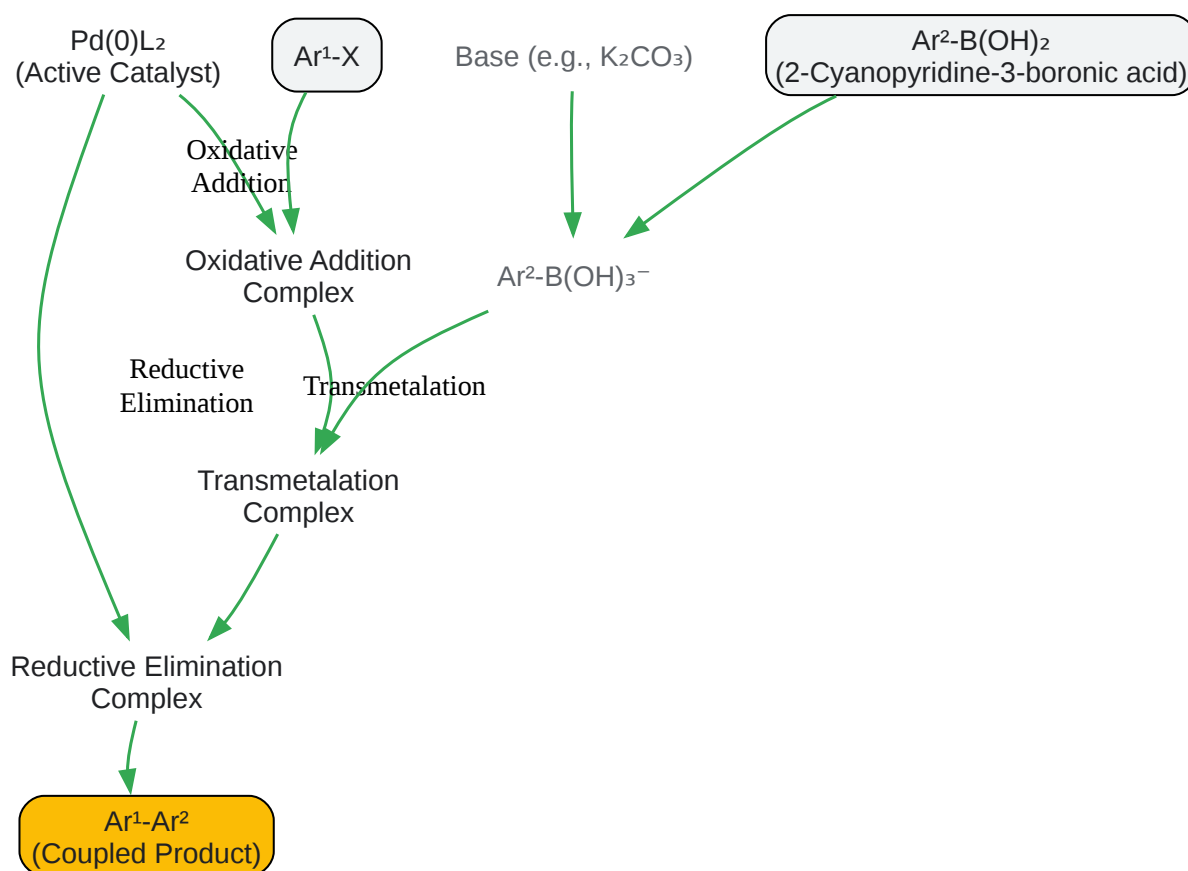 Pd(0)L₂
(Active Catalyst)
Ar¹-X
Base (e.g., K₂CO₃)
Ar²-B(OH)₂
(2-Cyanopyridine-3-boronic acid)
Oxidative
Addition
Oxidative Addition
Complex
Ar²-B(OH)₃⁻
Reductive
Elimination
Transmetalation
Transmetalation
Complex
Reductive Elimination
Complex
Ar¹-Ar²
(Coupled Product)